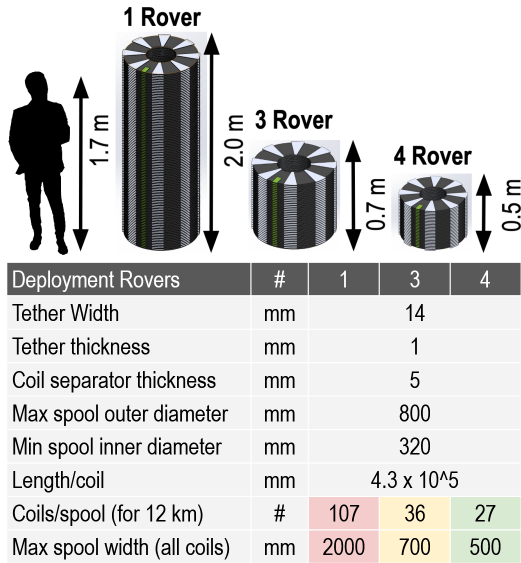 1 Rover
3 Rover
4 Rover
1.7 m
2.0 m
0.7 m
0.5 m
Deployment Rovers # 1 3 4
Tether Width mm 14
Tether thickness mm 1
Coil separator thickness mm 5
Max spool outer diameter mm 800
Min spool inner diameter mm 320
Length/coil mm 4.3 x 10^5
Coils/spool (for 12 km) # 107 36 27
Max spool width (all coils) mm 2000 700 500